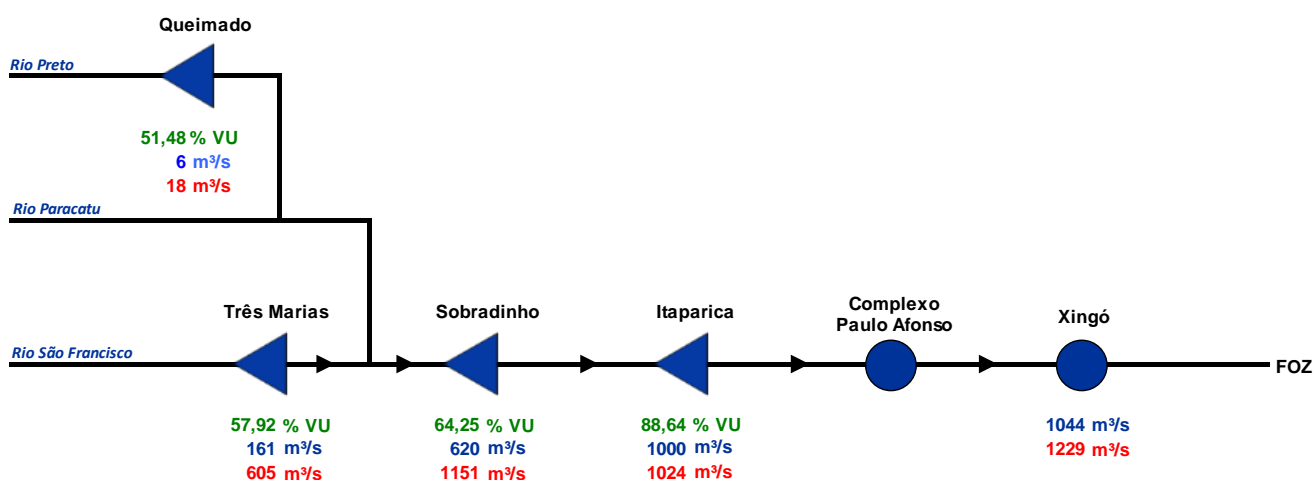 Queimado
Rio Preto
51,48 % VU
6 m³/s
18 m³/s
Rio Paracatu
Três Marias
Sobradinho
Itaparica
Complexo
Paulo Afonso
Xingó
Rio São Francisco
FOZ
57,92 % VU
161 m³/s
605 m³/s
64,25 % VU
620 m³/s
1151 m³/s
88,64 % VU
1000 m³/s
1024 m³/s
1044 m³/s
1229 m³/s